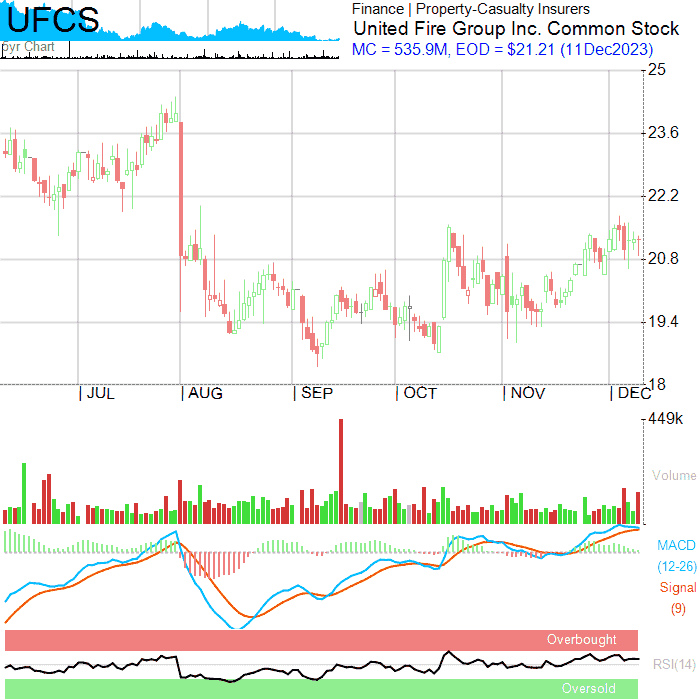 UFCS
5yr Chart
Finance | Property-Casualty Insurers
United Fire Group Inc. Common Stock
MC = 535.9M, EOD = $21.21 (11Dec2023)
25
23.6
22.2
20.8
19.4
18
| JUL | AUG | SEP | OCT | NOV | DEC
449k
Volume
MACD
(12-26)
Signal
(9)
Overbought
RSI(14)
Oversold